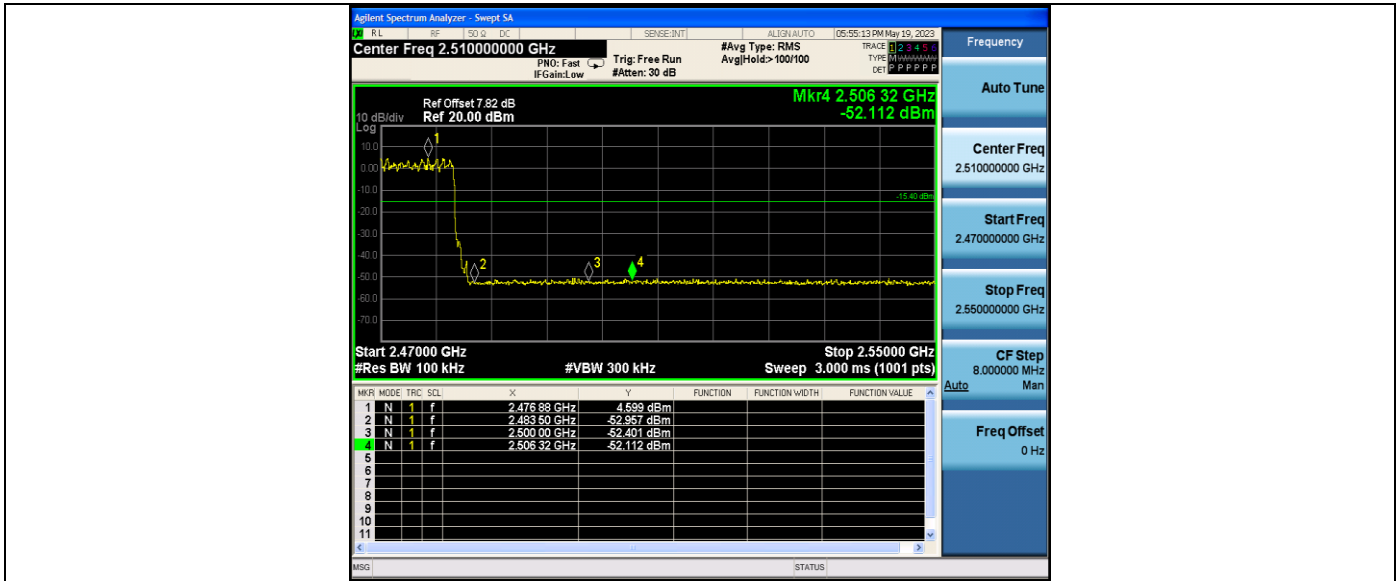 Agilent Spectrum Analyzer - Swept SA
RL RF 50 Ω DC SENSE:INT ALIGN AUTO 05:55:13 PM May 19, 2023
Center Freq 2.510000000 GHz #Avg Type: RMS TRACE 1 2 3 4 5 6
PNO: Fast Trig: Free Run Avg|Hold:>100/100 TYPE M
IFGain:Low #Atten: 30 dB DET P P P P P P
Frequency
Mkr4 2.506 32 GHz
-52.112 dBm
Ref Offset 7.82 dB
10 dB/div Ref 20.00 dBm
Log
10.0
0.00
-10.0
-20.0
-30.0
-40.0
-50.0
-60.0
-70.0
1
2
3
4
-15.40 dBm
Start 2.47000 GHz Stop 2.55000 GHz
#Res BW 100 kHz #VBW 300 kHz Sweep 3.000 ms (1001 pts)
MKR MODE TRC SCL X Y FUNCTION FUNCTION WIDTH FUNCTION VALUE
1 N 1 f 2.476 88 GHz 4.599 dBm
2 N 1 f 2.483 50 GHz -52.957 dBm
3 N 1 f 2.500 00 GHz -52.401 dBm
4 N 1 f 2.506 32 GHz -52.112 dBm
5
6
7
8
9
10
11
MSG STATUS
Auto Tune
Center Freq
2.510000000 GHz
Start Freq
2.470000000 GHz
Stop Freq
2.550000000 GHz
CF Step
8.000000 MHz
Auto Man
Freq Offset
0 Hz